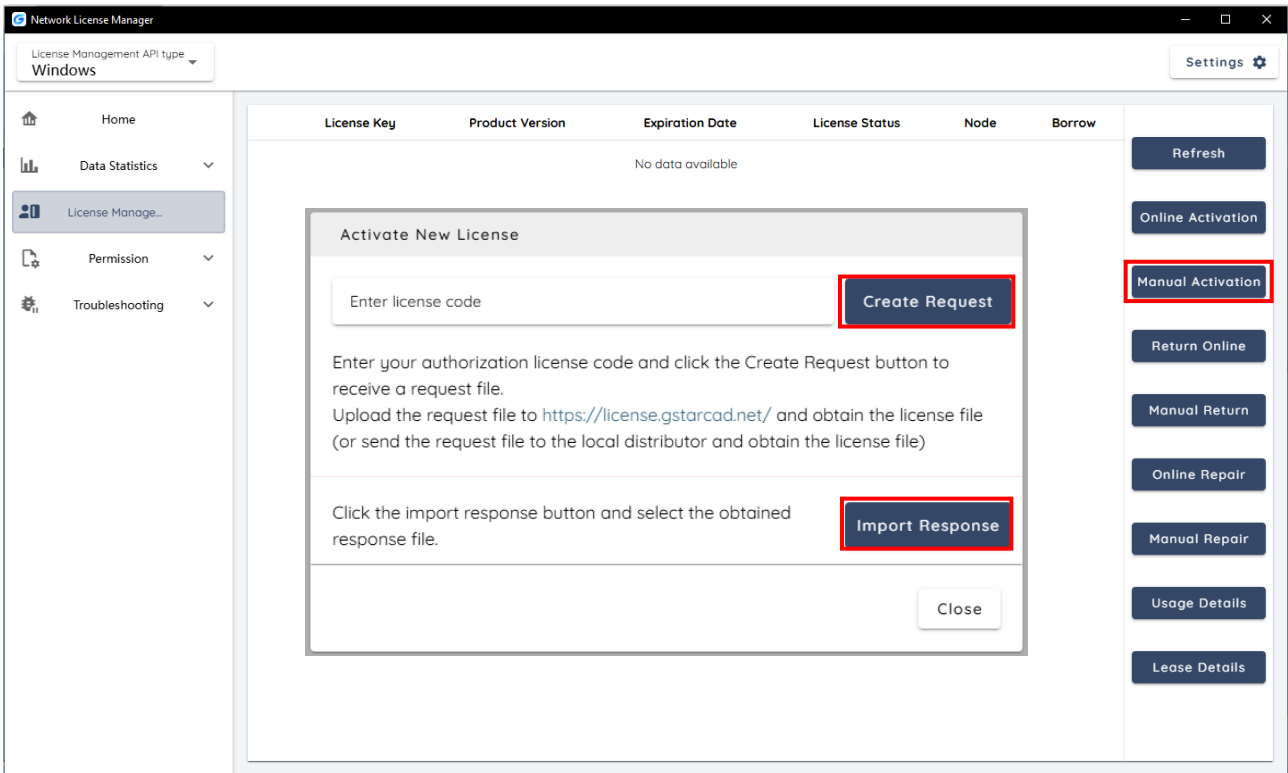 Network License Manager
License Management API type
Windows
Settings
Home
Data Statistics
License Manage...
Permission
Troubleshooting
License Key Product Version Expiration Date License Status Node Borrow
No data available
Activate New License
Enter license code
Create Request
Enter your authorization license code and click the Create Request button to
receive a request file.
Upload the request file to https://license.gstarcad.net/ and obtain the license file
(or send the request file to the local distributor and obtain the license file)
Click the import response button and select the obtained
response file.
Import Response
Close
Refresh
Online Activation
Manual Activation
Return Online
Manual Return
Online Repair
Manual Repair
Usage Details
Lease Details